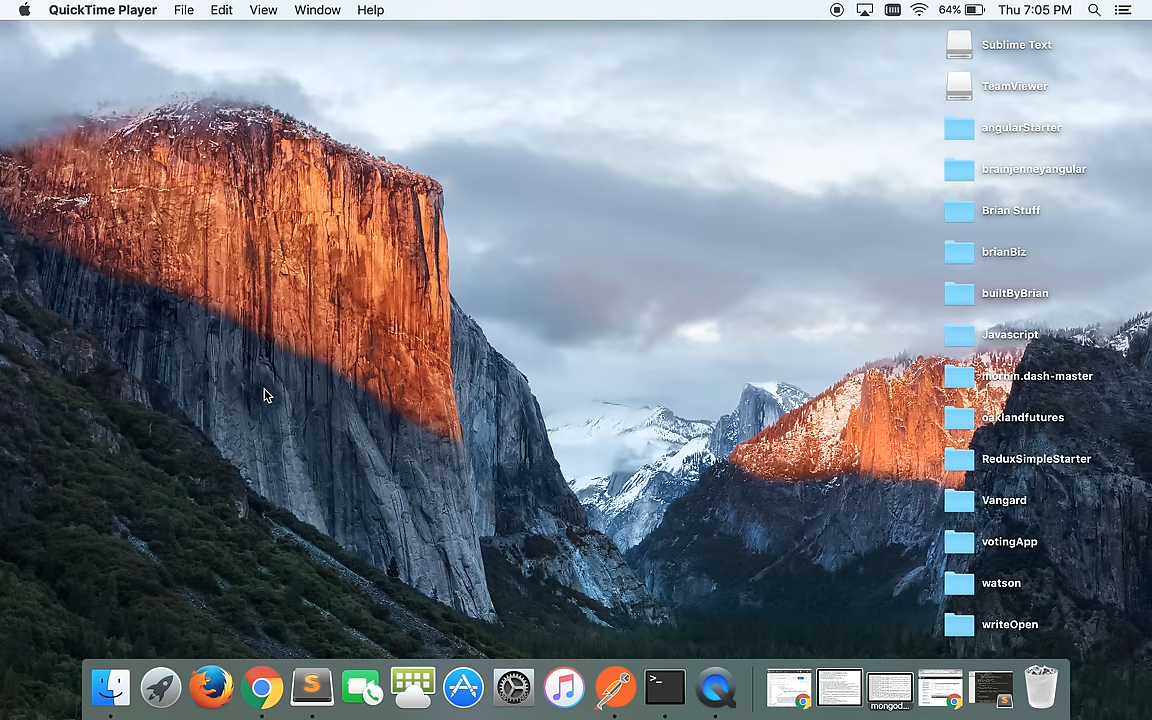 QuickTime Player File Edit View Window Help 64% Thu 7:05 PM
Sublime Text
TeamViewer
angularStarter
brainjenneyangular
Brian Stuff
brianBiz
builtByBrian
Javascript
morhin.dash-master
oaklandfutures
ReduxSimpleStarter
Vangard
votingApp
watson
writeOpen
mongod...